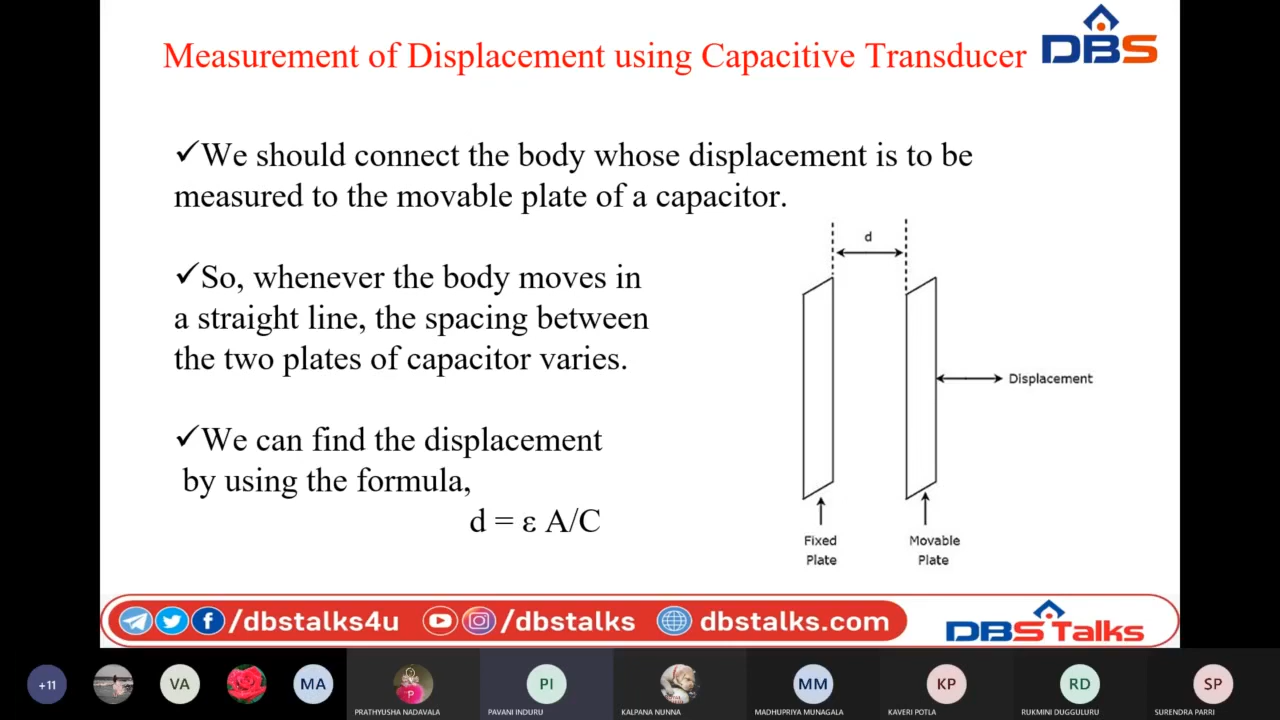 Measurement of Displacement using Capacitive Transducer
DBS
✓We should connect the body whose displacement is to be
measured to the movable plate of a capacitor.
d
✓So, whenever the body moves in
a straight line, the spacing between
the two plates of capacitor varies.
Displacement
✓We can find the displacement
by using the formula,
d = ε A/C
Fixed
Plate
Movable
Plate
/dbstalks4u
/dbstalks
dbstalks.com
DBS Talks
+11
VA
MA
P
PI
MM
KP
RD
SP
PRATHYUSHA NADAVALA
PAVANI INDURU
KALPANA NUNNA
MADHUPRIYA MUNAGALA
KAVERI POTLA
RUKMINI DUGGULURU
SURENDRA PARRI